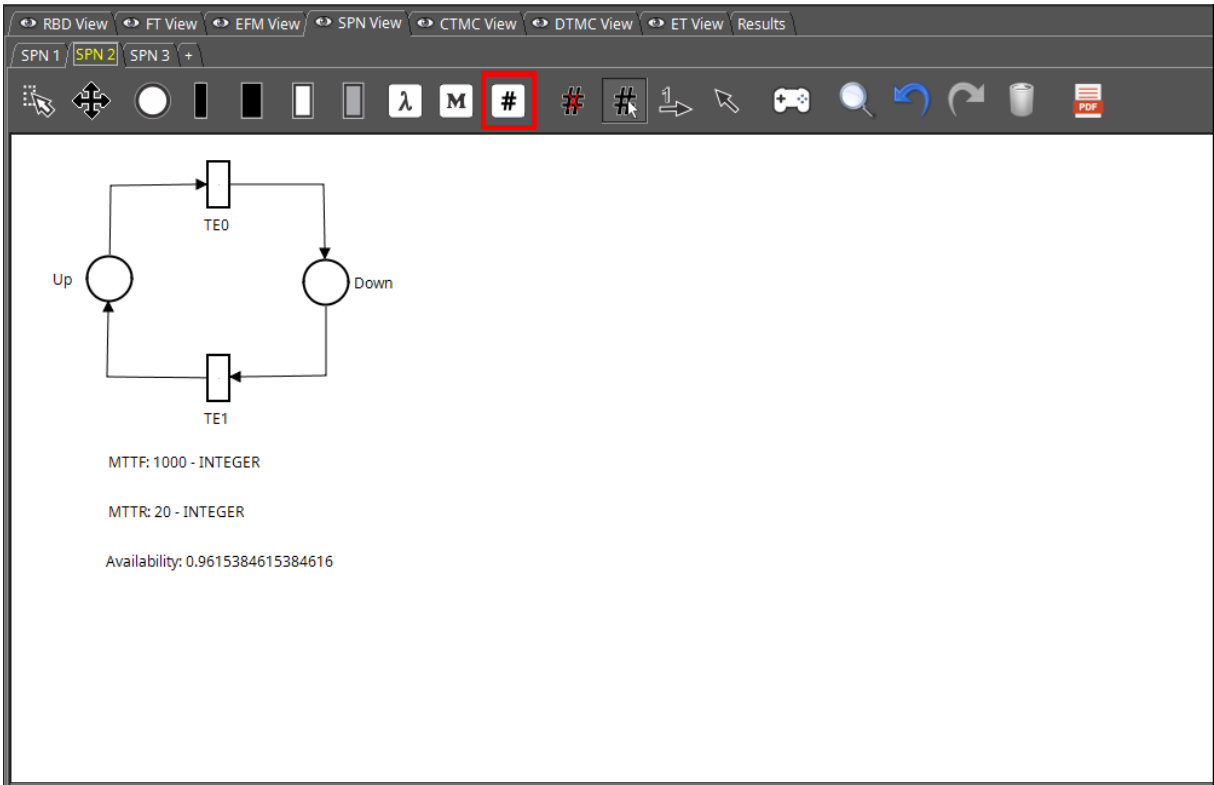 RBD View FT View EFM View SPN View CTMC View DTMC View ET View Results
SPN 1 SPN 2 SPN 3 +
λ M # # # 1 PDF
TE0
Up
Down
TE1
MTTF: 1000 - INTEGER
MTTR: 20 - INTEGER
Availability: 0.9615384615384616